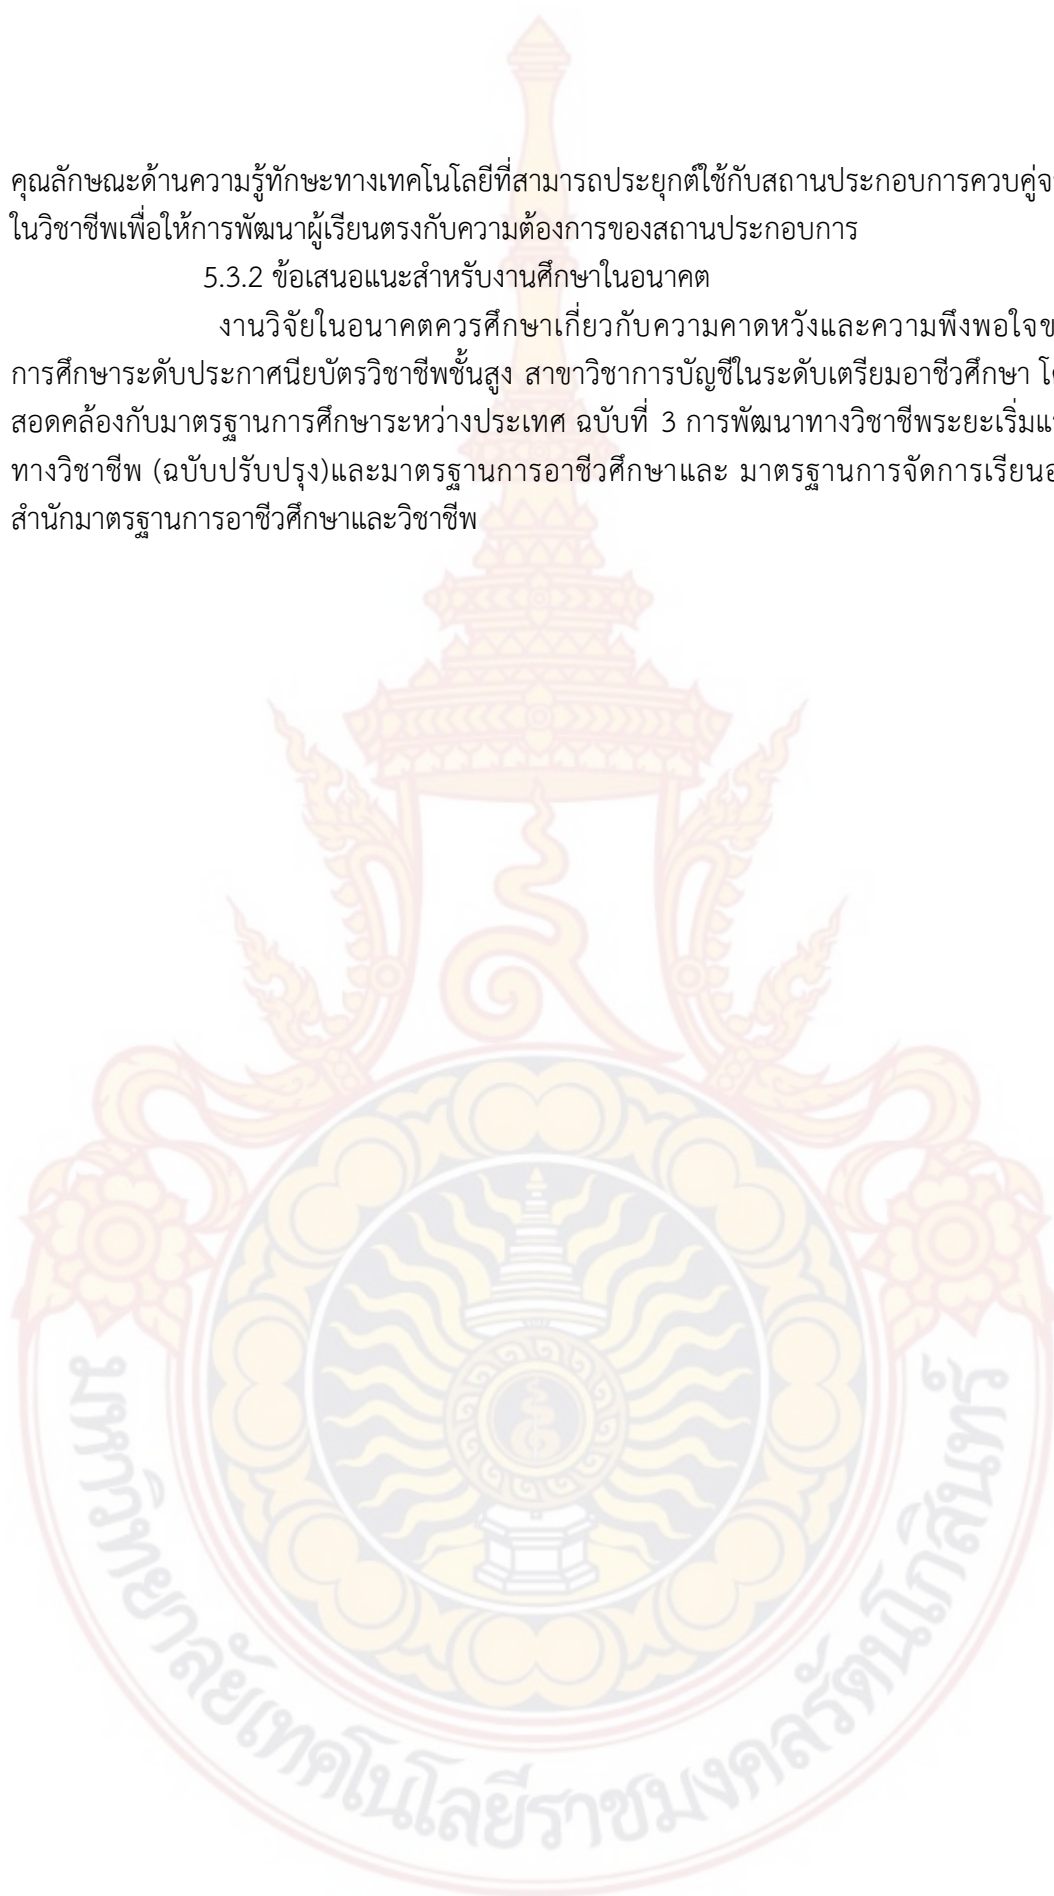 คุณลักษณะด้านความรู้ทักษะทางเทคโนโลยีที่สามารถประยุกต์ใช้กับสถานประกอบการควบคู่
ในวิชาชีพเพื่อให้การพัฒนาผู้เรียนตรงกับความต้องการของสถานประกอบการ
5.3.2 ข้อเสนอแนะสำหรับงานศึกษาในอนาคต
งานวิจัยในอนาคตควรศึกษาเกี่ยวกับความคาดหวังและความพึงพอใจ
การศึกษาระดับประกาศนียบัตรวิชาชีพชั้นสูง สาขาวิชาการบัญชีในระดับเตรียมอาชีวศึกษา
สอดคล้องกับมาตรฐานการศึกษาระหว่างประเทศ ฉบับที่ 3 การพัฒนาทางวิชาชีพระยะเริ่มแ
ทางวิชาชีพ (ฉบับปรับปรุง)และมาตรฐานการอาชีวศึกษาและ มาตรฐานการจัดการเรียน
สำนักมาตรฐานการอาชีวศึกษาและวิชาชีพ
มหาวิทยาลัยเทคโนโลยีราชมงคลรัตนโกสินทร์